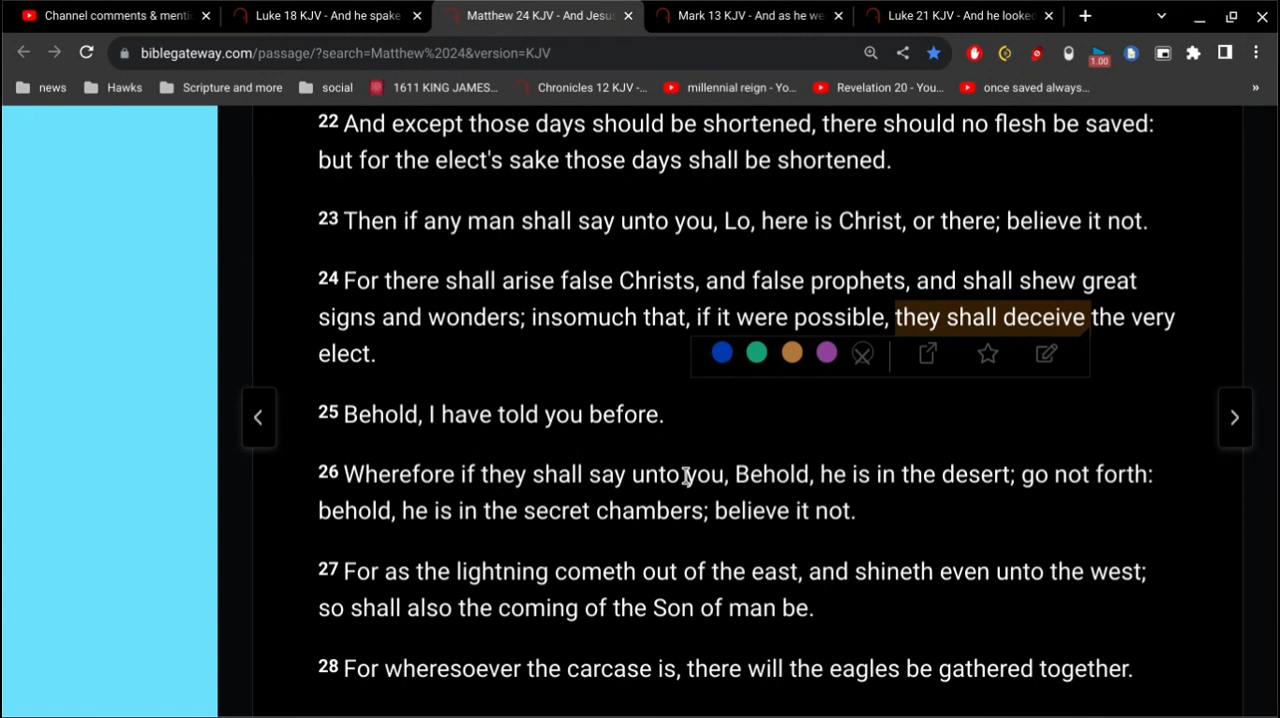 Channel comments & menti
Luke 18 KJV - And he spake
Matthew 24 KJV - And Jesu
Mark 13 KJV - And as he we
Luke 21 KJV - And he looked
biblegateway.com/passage/?search=Matthew%2024&version=KJV
1.00
news
Hawks
Scripture and more
social
1611 KING JAMES...
Chronicles 12 KJV -...
millennial reign - Yo...
Revelation 20 - You...
once saved always...
»
22 And except those days should be shortened, there should no flesh be saved:
but for the elect's sake those days shall be shortened.
23 Then if any man shall say unto you, Lo, here is Christ, or there; believe it not.
24 For there shall arise false Christs, and false prophets, and shall shew great
signs and wonders; insomuch that, if it were possible, they shall deceive the very
elect.
25 Behold, I have told you before.
26 Wherefore if they shall say unto you, Behold, he is in the desert; go not forth:
behold, he is in the secret chambers; believe it not.
27 For as the lightning cometh out of the east, and shineth even unto the west;
so shall also the coming of the Son of man be.
28 For wheresoever the carcase is, there will the eagles be gathered together.